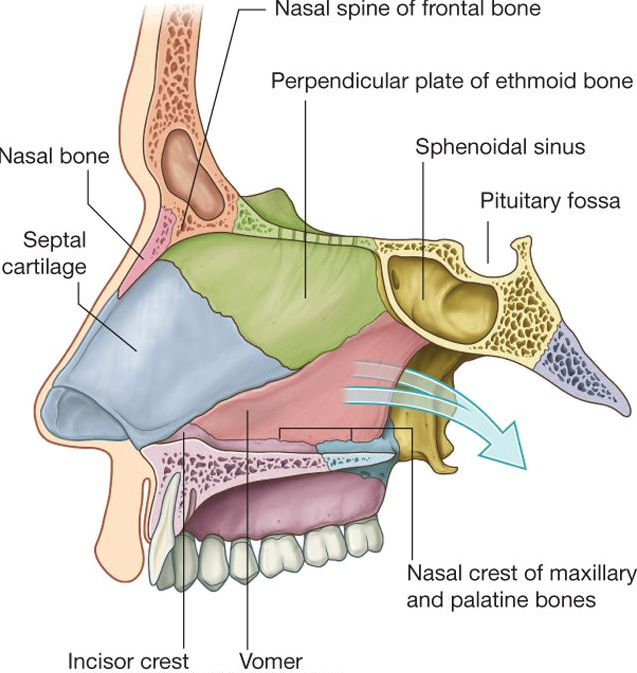 Nasal spine of frontal bone
Perpendicular plate of ethmoid bone
Sphenoidal sinus
Nasal bone
Pituitary fossa
Septal
cartilage
Nasal crest of maxillary
and palatine bones
Incisor crest
Vomer